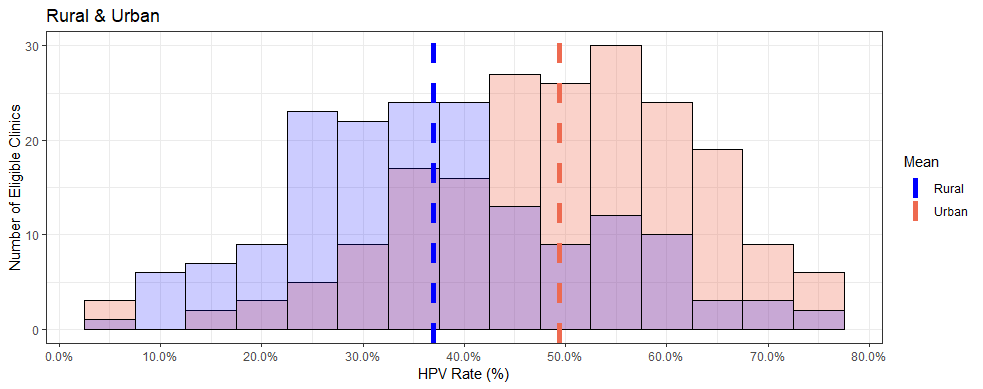 Rural & Urban
Number of Eligible Clinics
30
20
10
0
0.0% 10.0% 20.0% 30.0% 40.0% 50.0% 60.0% 70.0% 80.0%
HPV Rate (%)
Mean
Rural
Urban